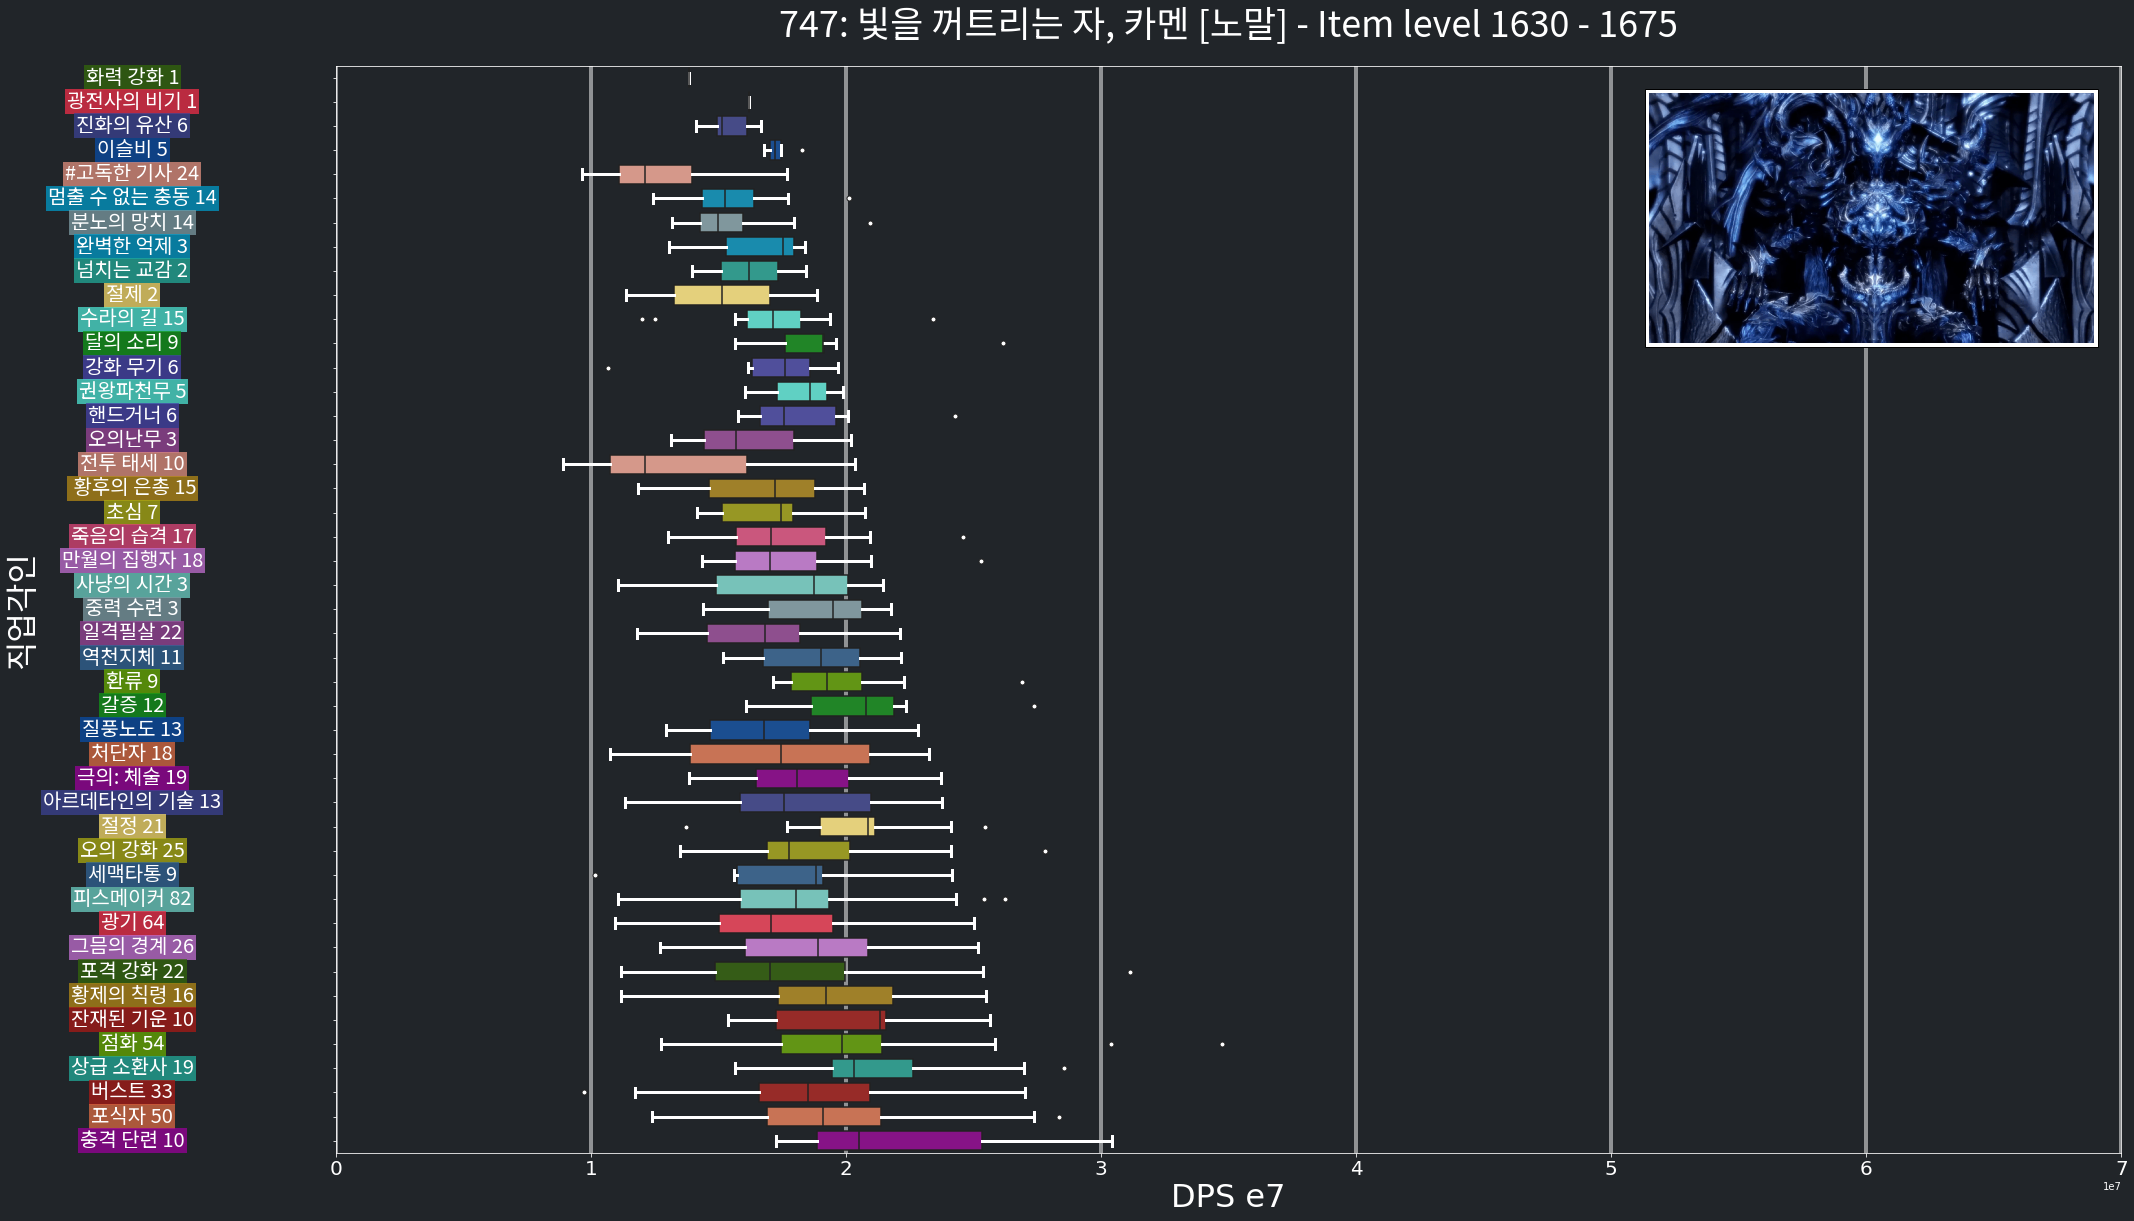 747: 빛을 꺼트리는 자, 카멘 [노말] - Item level 1630 - 1675
직업각인
화력 강화 1
광전사의 비기 1
진화의 유산 6
이슬비 5
#고독한 기사 24
멈출 수 없는 충동 14
분노의 망치 14
완벽한 억제 3
넘치는 교감 2
절제 2
수라의 길 15
달의 소리 9
강화 무기 6
권왕파천무 5
핸드거너 6
오의난무 3
전투 태세 10
황후의 은총 15
초심 7
죽음의 습격 17
만월의 집행자 18
사냥의 시간 3
중력 수련 3
일격필살 22
역천지체 11
환류 9
갈증 12
질풍노도 13
처단자 18
극의: 체술 19
아르데타인의 기술 13
절정 21
오의 강화 25
세맥타통 9
피스메이커 82
광기 64
그믐의 경계 26
포격 강화 22
황제의 칙령 16
잔재된 기운 10
점화 54
상급 소환사 19
버스트 33
포식자 50
충격 단련 10
0 1 2 3 4 5 6 7
1e7
DPS e7